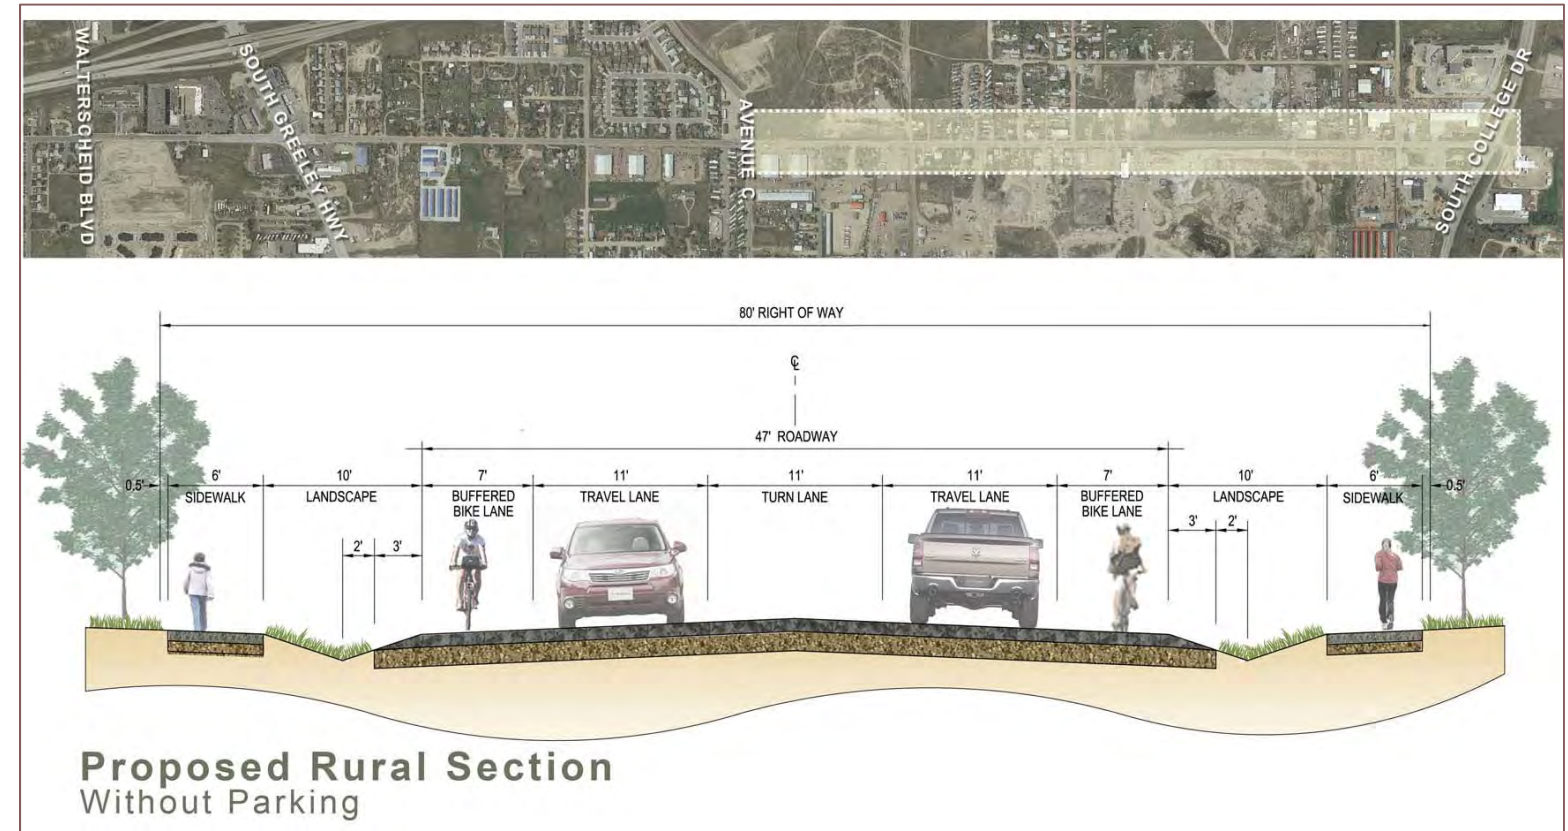 WALTERSCHEID BLVD
SOUTH GREELEY HWY
AVENUE C
SOUTH COLLEGE DR
80' RIGHT OF WAY
℄
47' ROADWAY
0.5'
6'
SIDEWALK
10'
LANDSCAPE
7'
BUFFERED
BIKE LANE
11'
TRAVEL LANE
11'
TURN LANE
11'
TRAVEL LANE
7'
BUFFERED
BIKE LANE
10'
LANDSCAPE
6'
SIDEWALK
0.5'
2'
3'
3'
2'
Proposed Rural Section
Without Parking